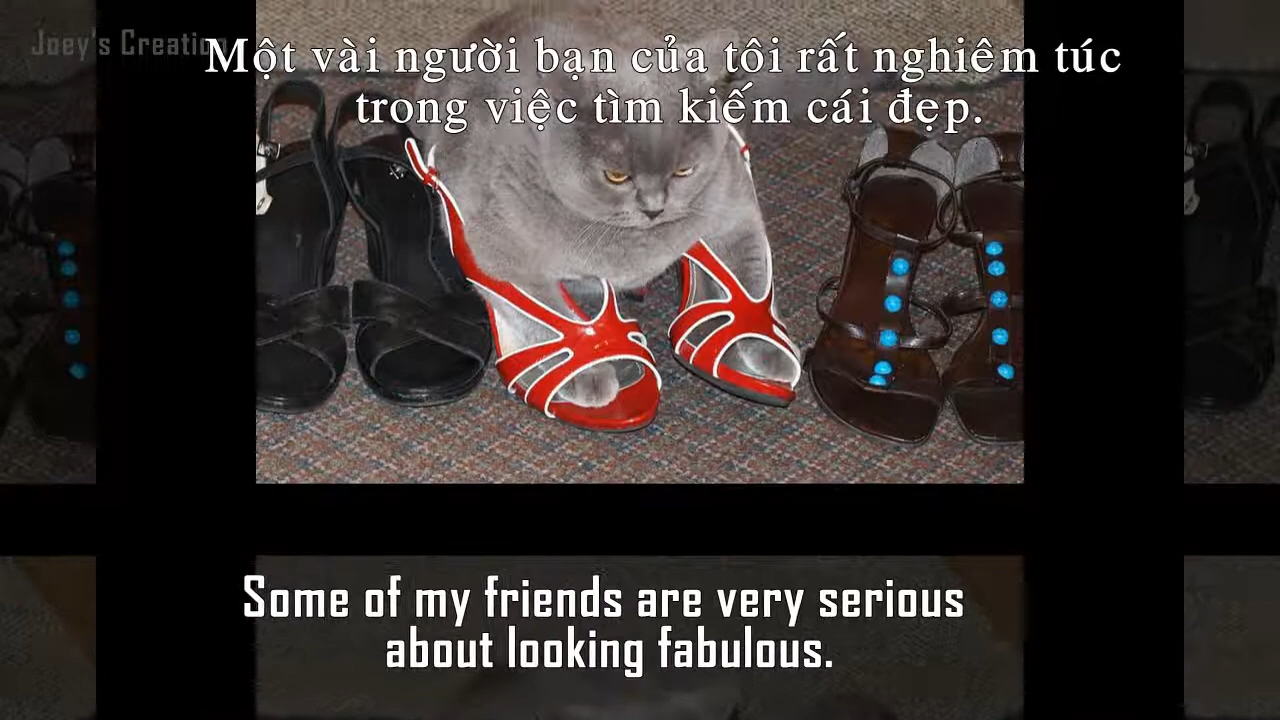 Joey's Creation
Một vài người bạn của tôi rất nghiêm túc
trong việc tìm kiếm cái đẹp.
Some of my friends are very serious
about looking fabulous.